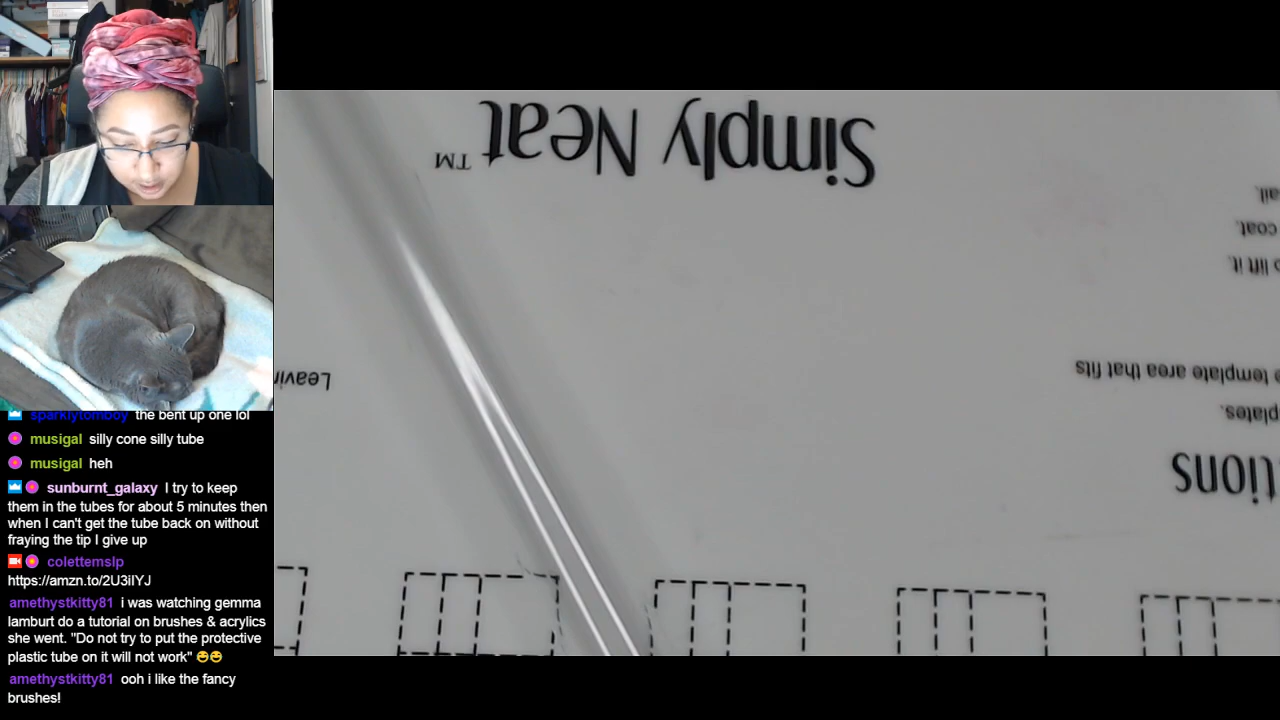 Simply Neat™
ail.
coat.
lift it.
Leavin
template area that fits
plates.
tions
sparklytomboy the bent up one lol
musigal silly cone silly tube
musigal heh
sunburnt_galaxy I try to keep
them in the tubes for about 5 minutes then
when I can't get the tube back on without
fraying the tip I give up
colettemslp
https://amzn.to/2U3iIYJ
amethystkitty81 i was watching gemma
lamburt do a tutorial on brushes & acrylics
she went. "Do not try to put the protective
plastic tube on it will not work" 😄😄
amethystkitty81 ooh i like the fancy
brushes!